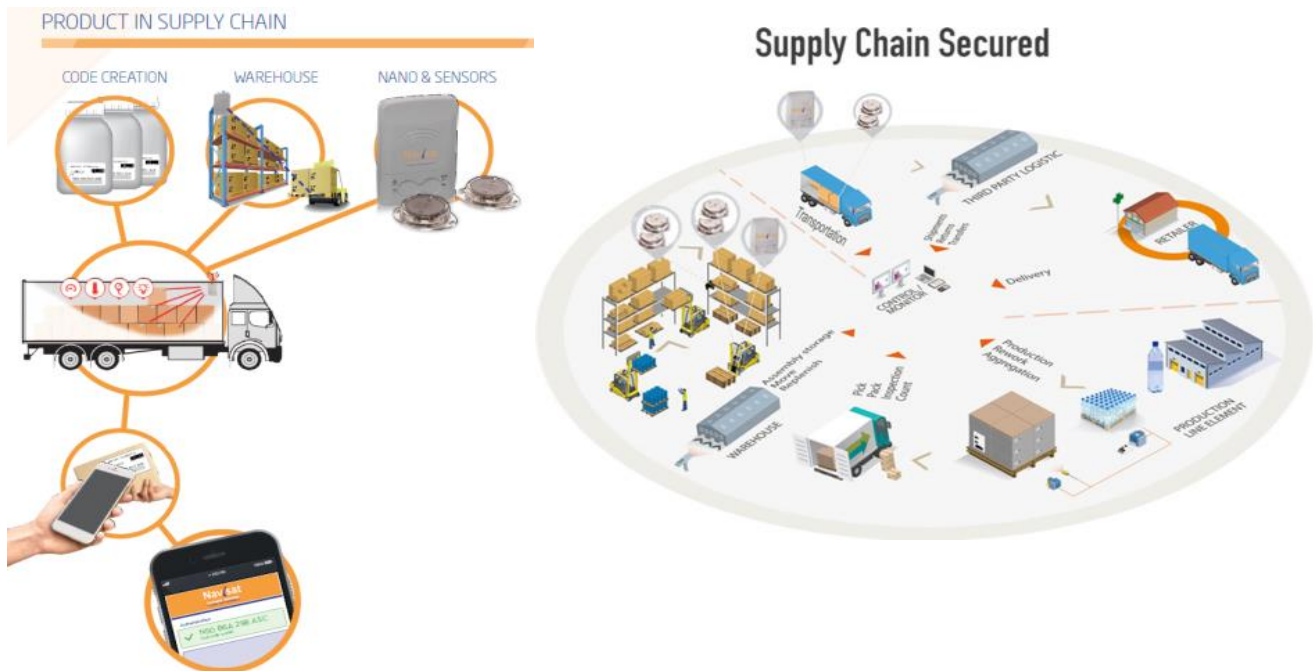 PRODUCT IN SUPPLY CHAIN
CODE CREATION
WAREHOUSE
NANO & SENSORS
Navisat
Supply Chain Secured
Transportation
THIRD PARTY LOGISTIC
Shipments
Returns
Transfers
RETAILER
CONTROL/
MONITOR
Delivery
Assembly storage
Move
Replenish
Pick
Pack
Inspection
Count
Production
Rework
Aggregation
WAREHOUSE
PRODUCTION
LINE ELEMENT